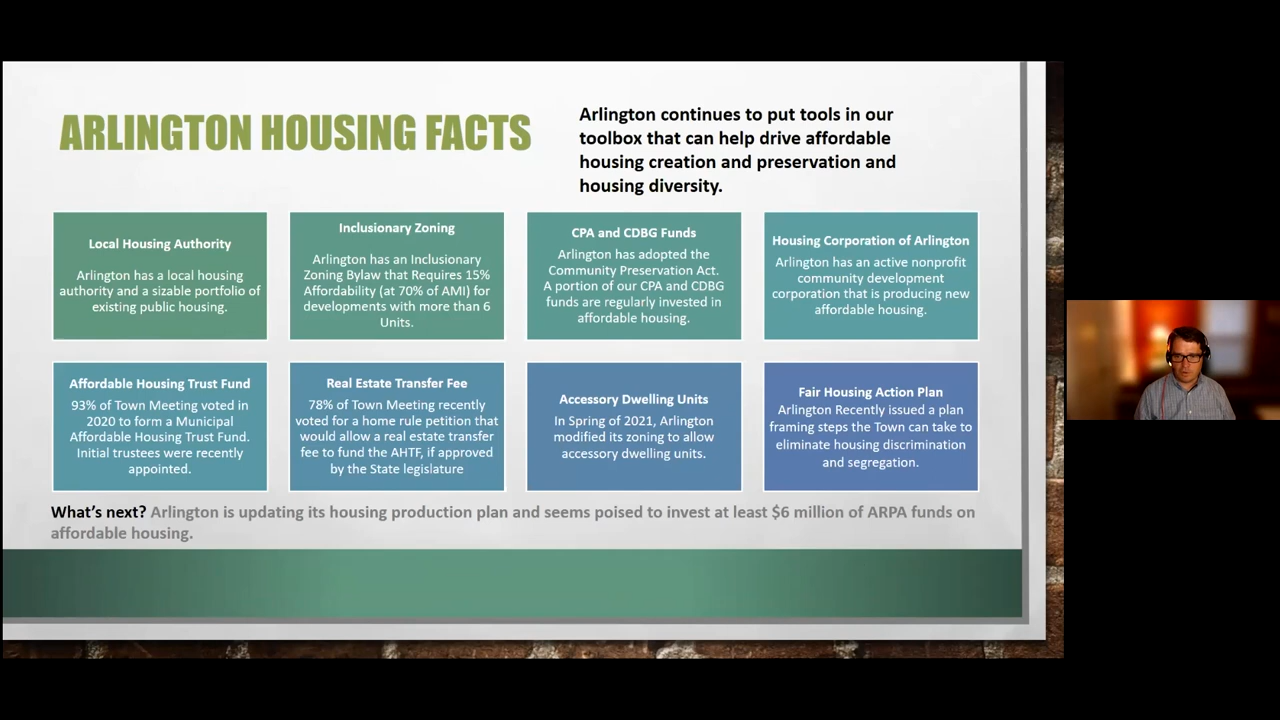 ARLINGTON HOUSING FACTS
Arlington continues to put tools in our
toolbox that can help drive affordable
housing creation and preservation and
housing diversity.
Local Housing Authority
Arlington has a local housing
authority and a sizable portfolio of
existing public housing.
Inclusionary Zoning
Arlington has an Inclusionary
Zoning Bylaw that Requires 15%
Affordability (at 70% of AMI) for
developments with more than 6
Units.
CPA and CDBG Funds
Arlington has adopted the
Community Preservation Act.
A portion of our CPA and CDBG
funds are regularly invested in
affordable housing.
Housing Corporation of Arlington
Arlington has an active nonprofit
community development
corporation that is producing new
affordable housing.
Affordable Housing Trust Fund
93% of Town Meeting voted in
2020 to form a Municipal
Affordable Housing Trust Fund.
Initial trustees were recently
appointed.
Real Estate Transfer Fee
78% of Town Meeting recently
voted for a home rule petition that
would allow a real estate transfer
fee to fund the AHTF, if approved
by the State legislature
Accessory Dwelling Units
In Spring of 2021, Arlington
modified its zoning to allow
accessory dwelling units.
Fair Housing Action Plan
Arlington Recently issued a plan
framing steps the Town can take to
eliminate housing discrimination
and segregation.
What's next? Arlington is updating its housing production plan and seems poised to invest at least $6 million of ARPA funds on
affordable housing.